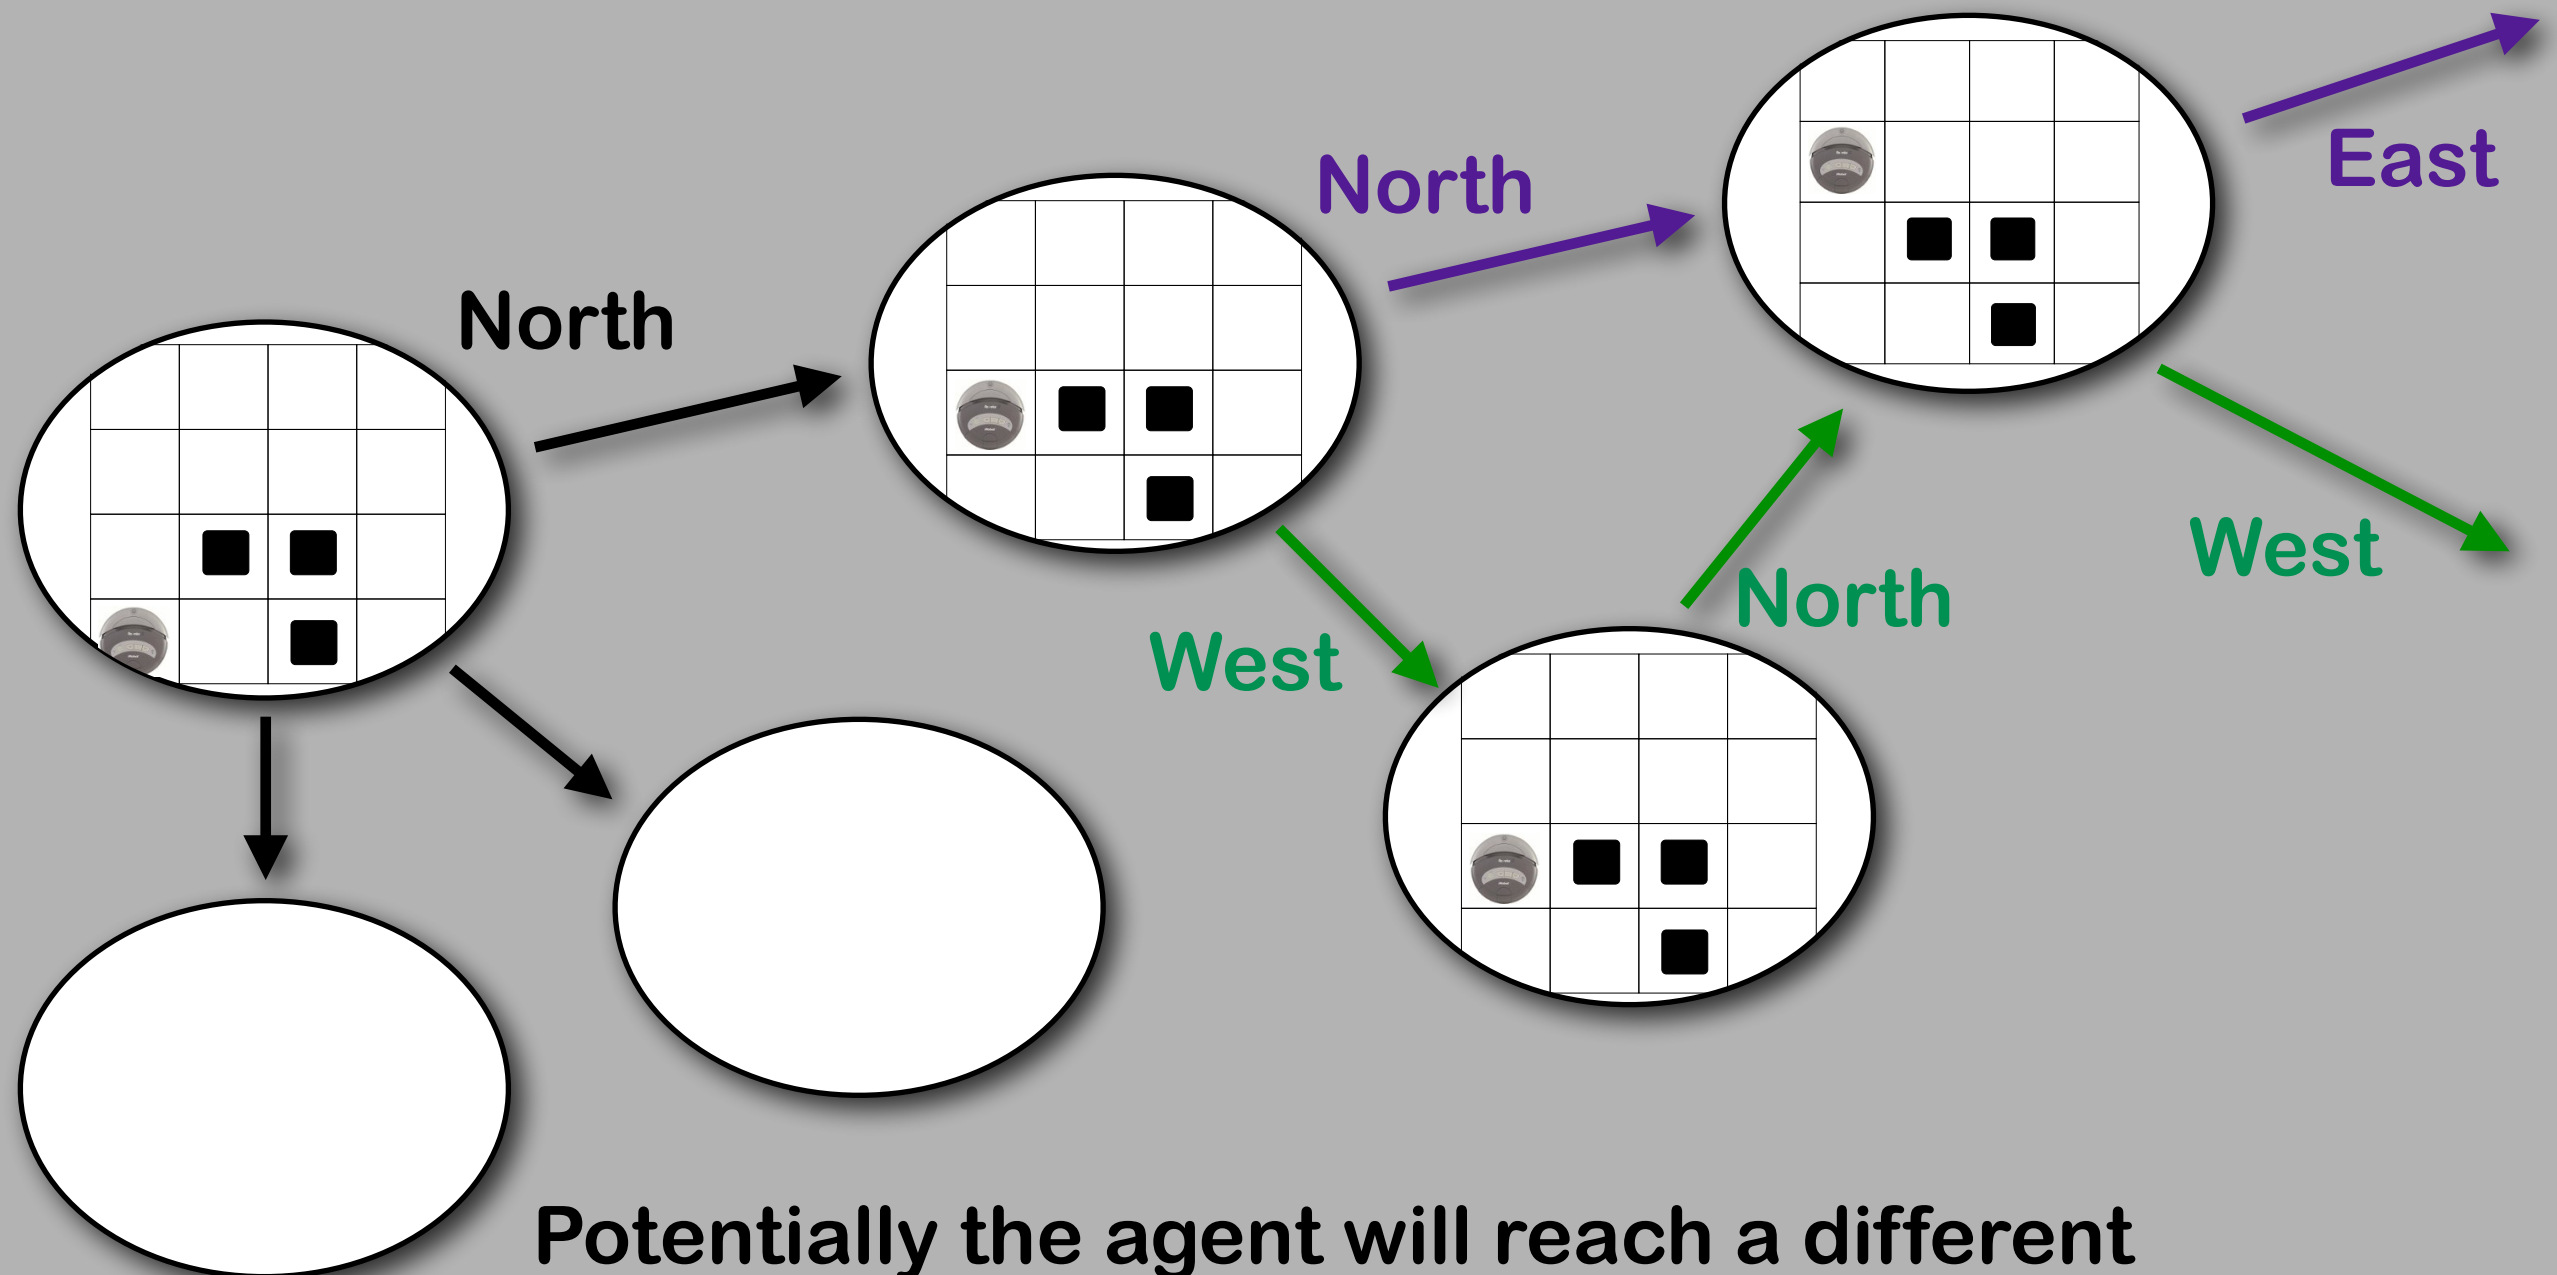 East
North
North
West
North
West
Potentially the agent will reach a different